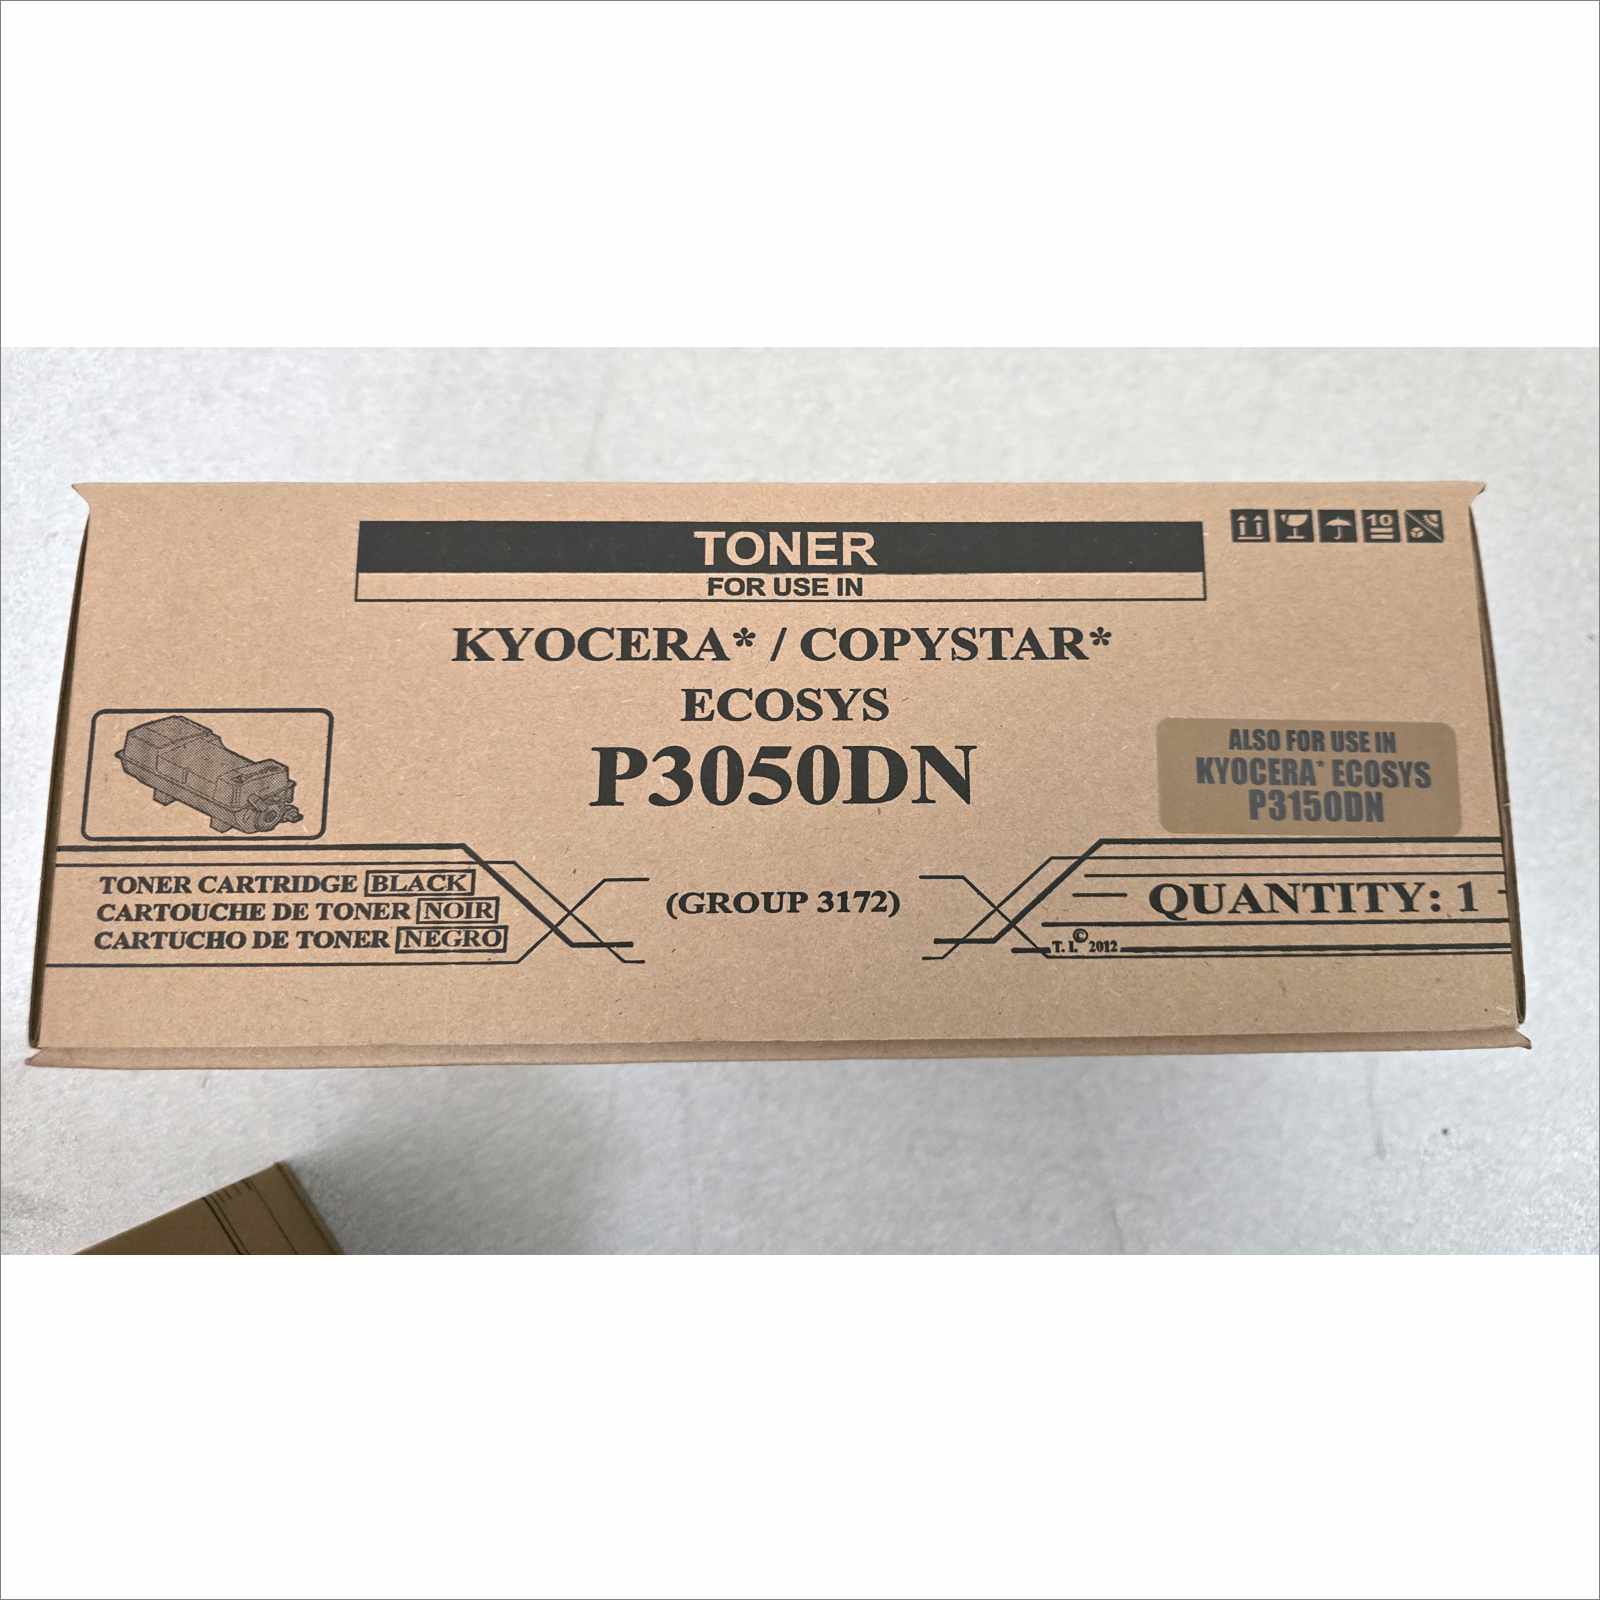 TONER
FOR USE IN
KYOCERA* / COPYSTAR*
ECOSYS
P3050DN
ALSO FOR USE IN
KYOCERA* ECOSYS
P3150DN
TONER CARTRIDGE BLACK
CARTOUCHE DE TONER NOIR
CARTUCHO DE TONER NEGRO
(GROUP 3172)
QUANTITY: 1
T. I.© 2012
10